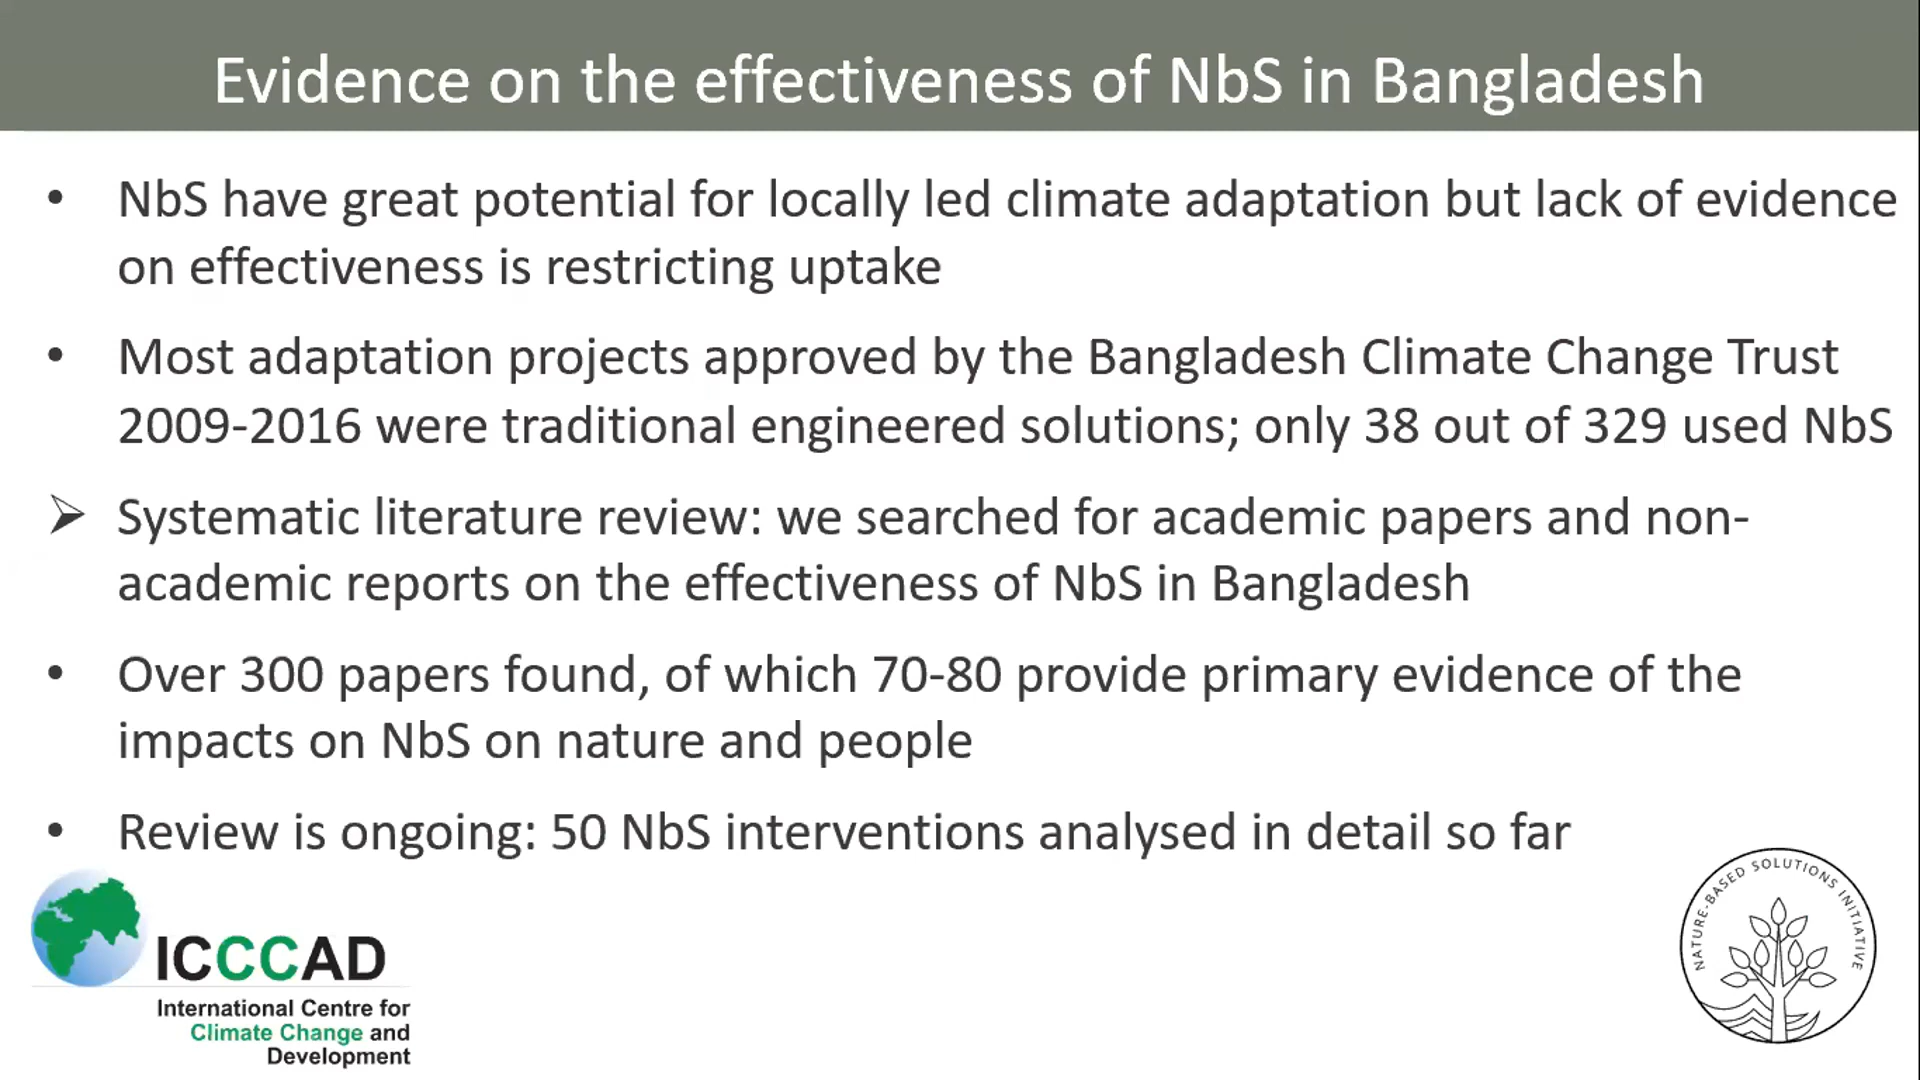 Evidence on the effectiveness of NbS in Bangladesh
• NbS have great potential for locally led climate adaptation but lack of evidence
on effectiveness is restricting uptake
• Most adaptation projects approved by the Bangladesh Climate Change Trust
2009-2016 were traditional engineered solutions; only 38 out of 329 used NbS
➢ Systematic literature review: we searched for academic papers and non-
academic reports on the effectiveness of NbS in Bangladesh
• Over 300 papers found, of which 70-80 provide primary evidence of the
impacts on NbS on nature and people
• Review is ongoing: 50 NbS interventions analysed in detail so far
ICCCAD
International Centre for
Climate Change and
Development
NATURE-BASED SOLUTIONS INITIATIVE